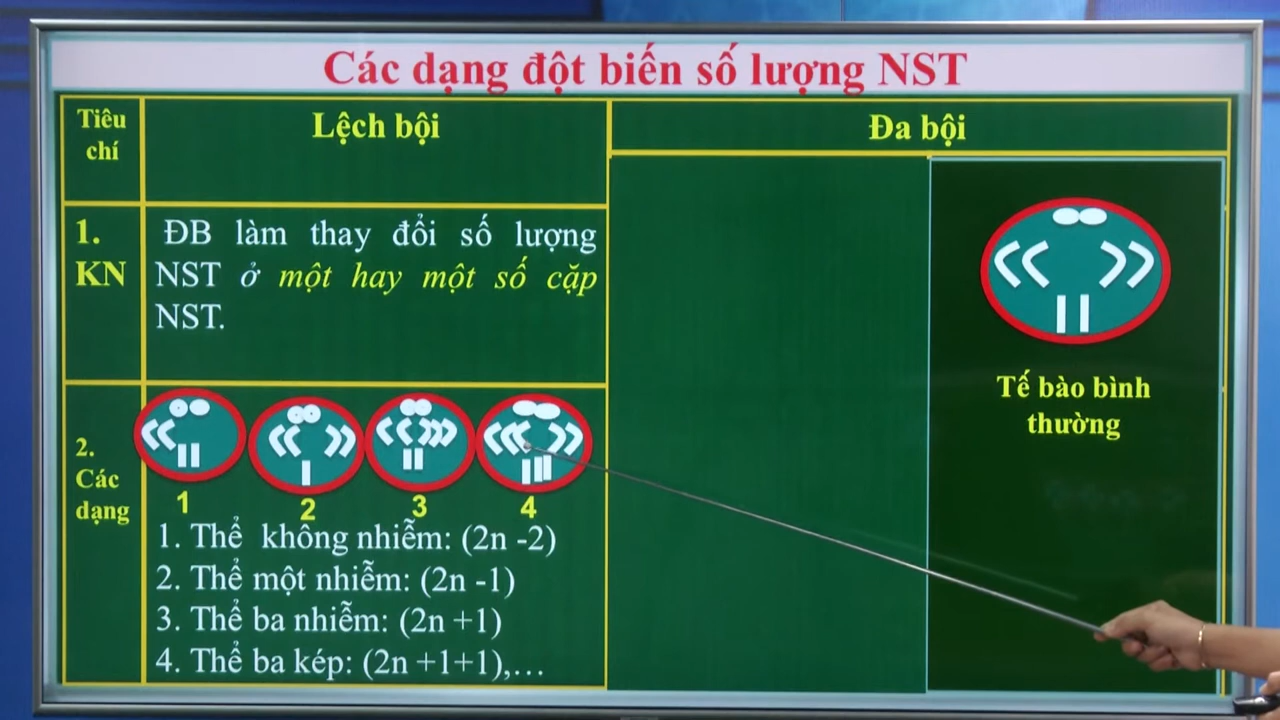 Các dạng đột biến số lượng NST
Tiêu
chí
Lệch bội
Đa bội
1.
KN
ĐB làm thay đổi số lượng
NST ở một hay một số cặp
NST.
Tế bào bình
thường
2.
Các
dạng
1
2
3
4
1. Thể không nhiễm: (2n -2)
2. Thể một nhiễm: (2n -1)
3. Thể ba nhiễm: (2n +1)
4. Thể ba kép: (2n +1+1),…